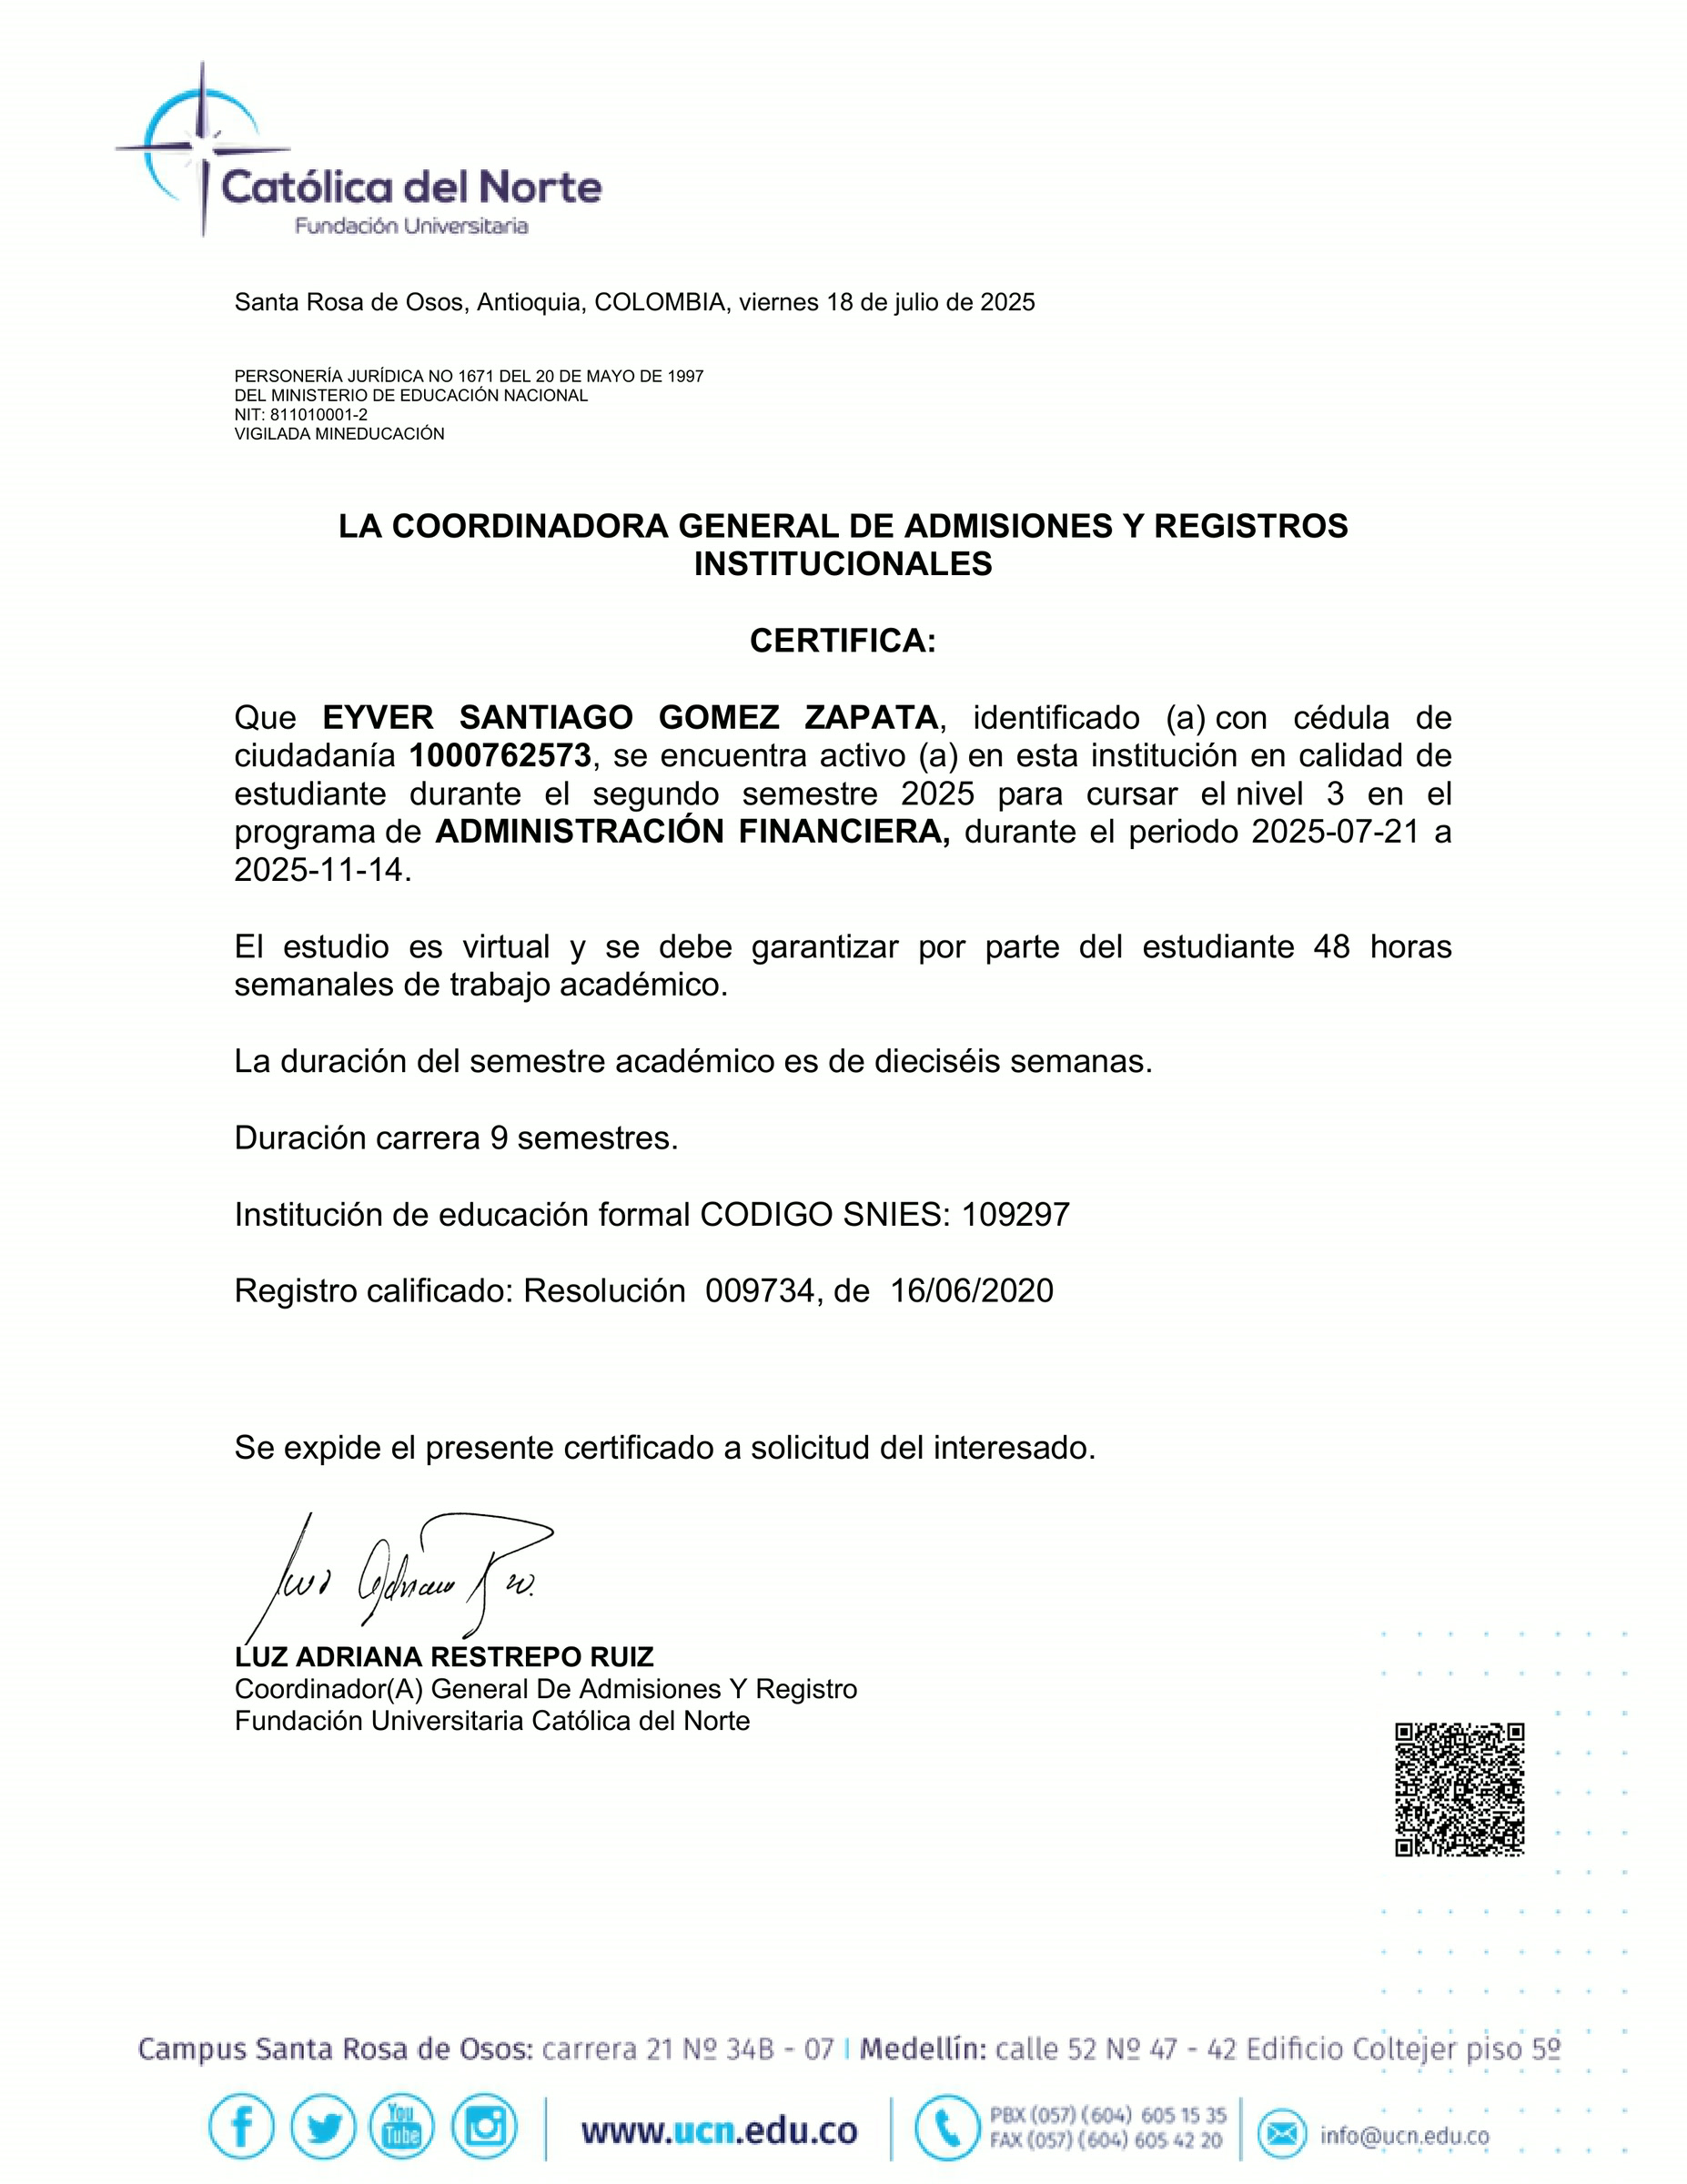 Católica del Norte
Fundación Universitaria
Santa Rosa de Osos, Antioquia, COLOMBIA, viernes 18 de julio de 2025
PERSONERÍA JURÍDICA NO 1671 DEL 20 DE MAYO DE 1997
DEL MINISTERIO DE EDUCACIÓN NACIONAL
NIT: 811010001-2
VIGILADA MINEDUCACIÓN
LA COORDINADORA GENERAL DE ADMISIONES Y REGISTROS
INSTITUCIONALES
CERTIFICA:
Que EYVER SANTIAGO GOMEZ ZAPATA, identificado (a) con cédula de
ciudadanía 1000762573, se encuentra activo (a) en esta institución en calidad de
estudiante durante el segundo semestre 2025 para cursar el nivel 3 en el
programa de ADMINISTRACIÓN FINANCIERA, durante el periodo 2025-07-21 a
2025-11-14.
El estudio es virtual y se debe garantizar por parte del estudiante 48 horas
semanales de trabajo académico.
La duración del semestre académico es de dieciséis semanas.
Duración carrera 9 semestres.
Institución de educación formal CODIGO SNIES: 109297
Registro calificado: Resolución 009734, de 16/06/2020
Se expide el presente certificado a solicitud del interesado.
LUZ ADRIANA RESTREPO RUIZ
Coordinador(A) General De Admisiones Y Registro
Fundación Universitaria Católica del Norte
Campus Santa Rosa de Osos: carrera 21 Nº 34B - 07 | Medellín: calle 52 Nº 47 - 42 Edificio Coltejer piso 5º
You Tube
www.ucn.edu.co
PBX (057) (604) 605 15 35
FAX (057) (604) 605 42 20
info@ucn.edu.co